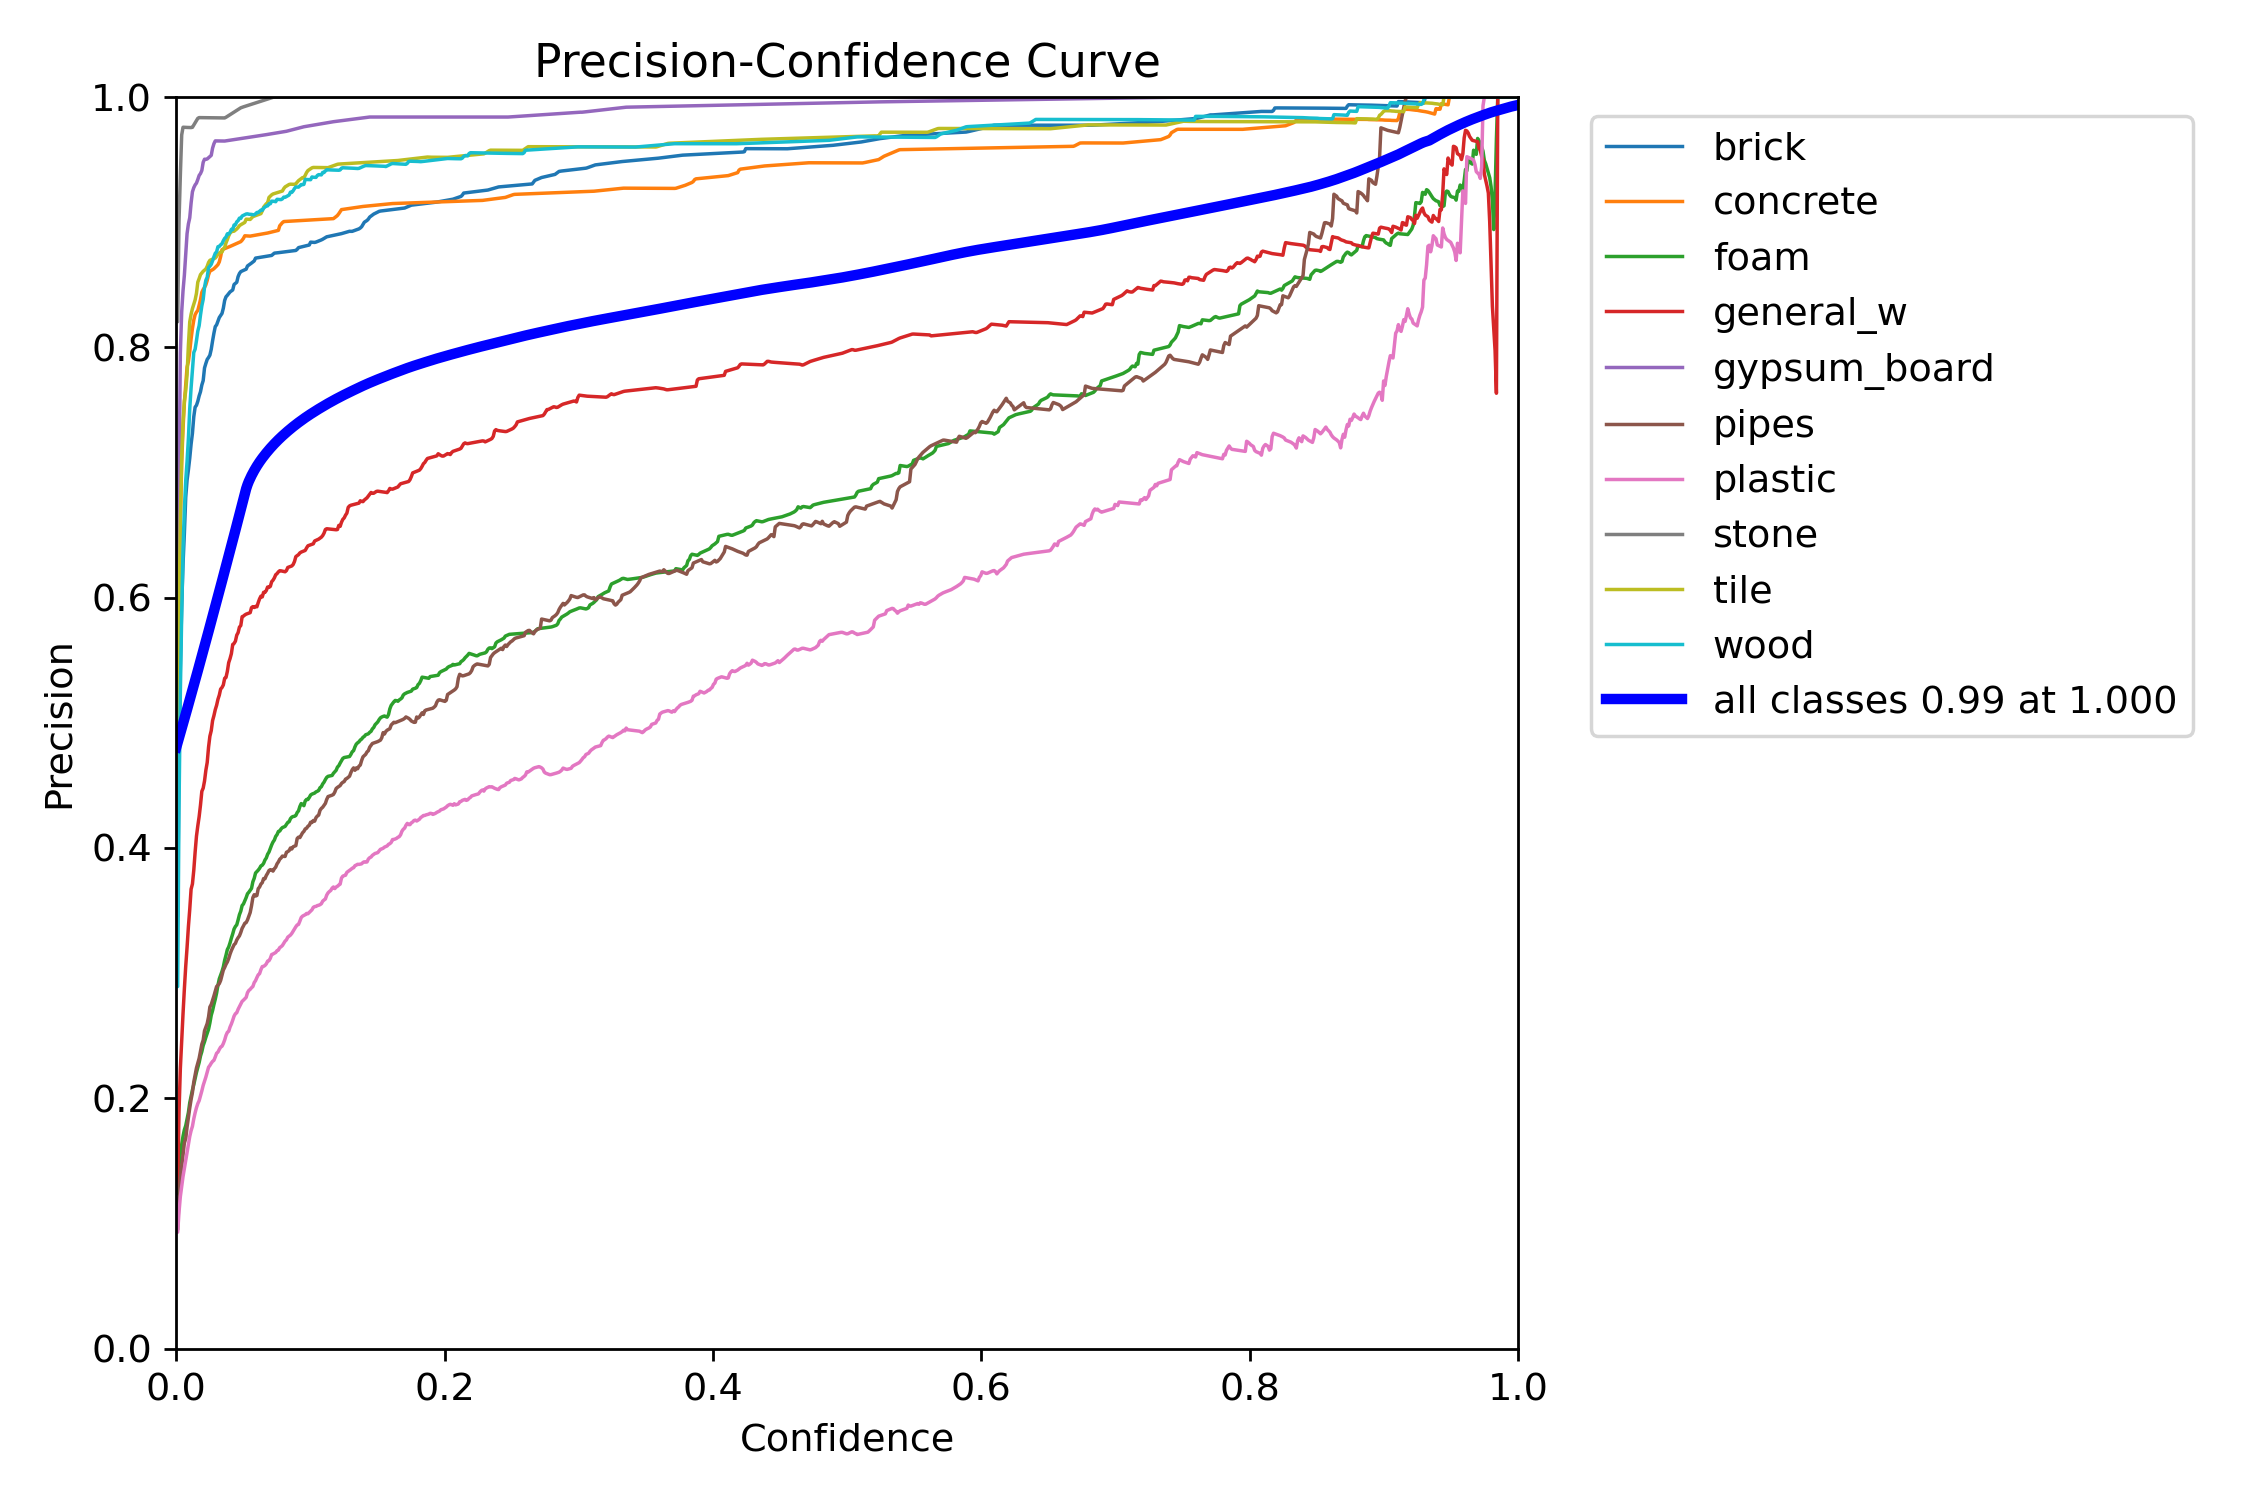 Precision-Confidence Curve
1.0
0.8
0.6
0.4
0.2
0.0
Precision
0.0 0.2 0.4 0.6 0.8 1.0
Confidence
brick
concrete
foam
general_w
gypsum_board
pipes
plastic
stone
tile
wood
all classes 0.99 at 1.000